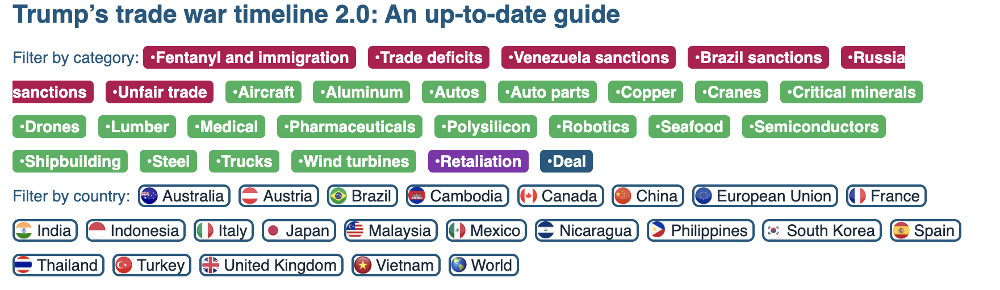 Trump’s trade war timeline 2.0: An up-to-date guide
Filter by category: •Fentanyl and immigration •Trade deficits •Venezuela sanctions •Brazil sanctions •Russia
sanctions •Unfair trade •Aircraft •Aluminum •Autos •Auto parts •Copper •Cranes •Critical minerals
•Drones •Lumber •Medical •Pharmaceuticals •Polysilicon •Robotics •Seafood •Semiconductors
•Shipbuilding •Steel •Trucks •Wind turbines •Retaliation •Deal
Filter by country: Australia Austria Brazil Cambodia Canada China European Union France
India Indonesia Italy Japan Malaysia Mexico Nicaragua Philippines South Korea Spain
Thailand Turkey United Kingdom Vietnam World